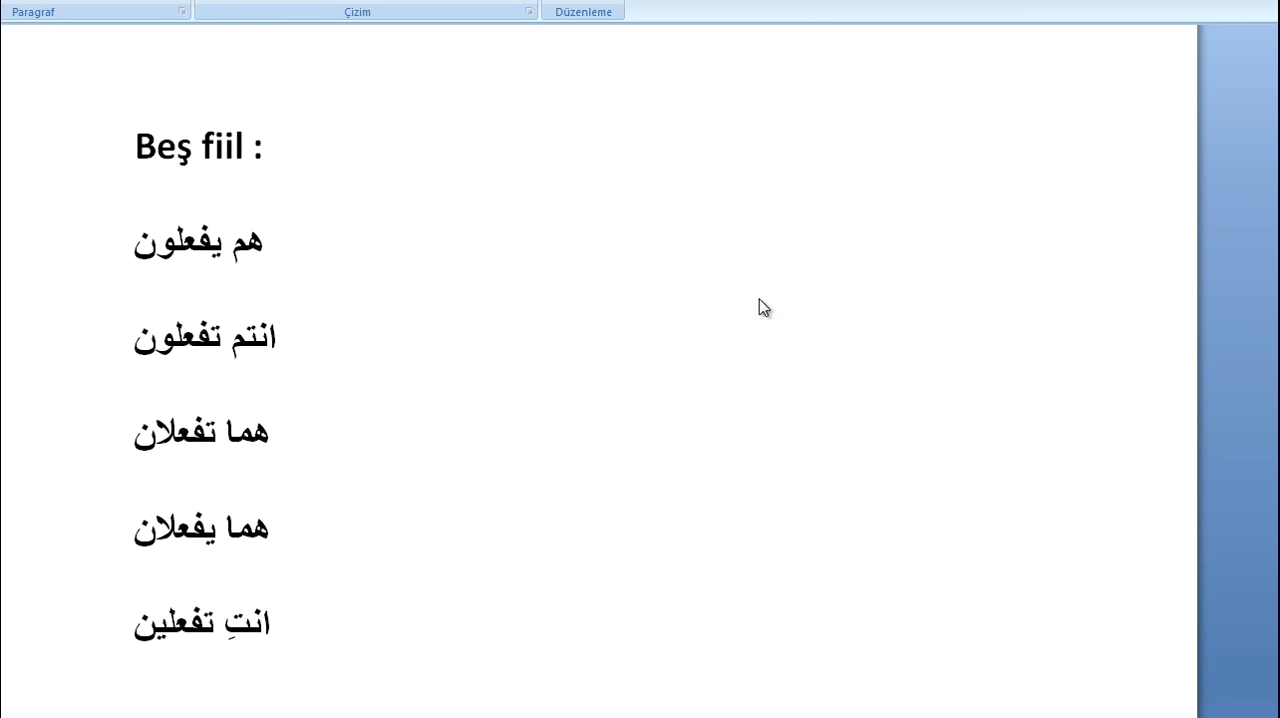 Paragraf Çizim Düzenleme
Beş fiil :
هم يفعلون
انتم تفعلون
هما تفعلان
هما يفعلان
انتِ تفعلين